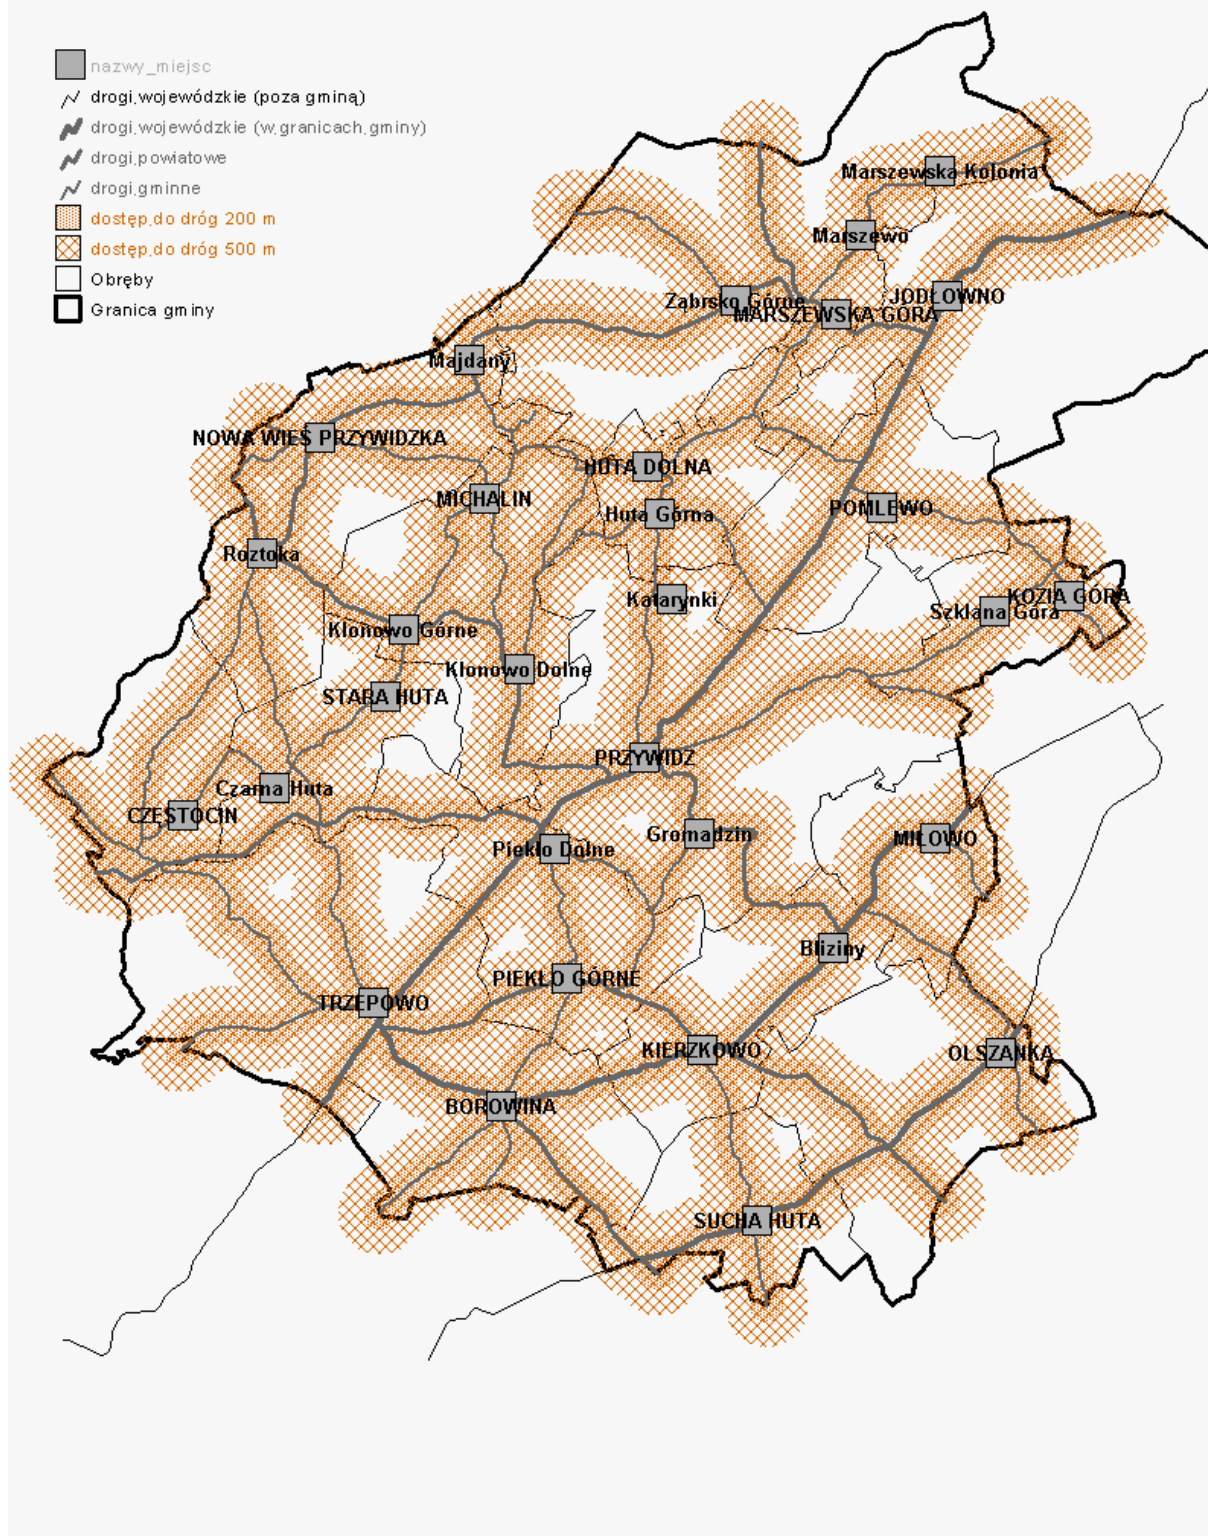 nazwy_miejsc
drogi.wojewódzkie (poza gminą)
drogi.wojewódzkie (w.granicach.gminy)
drogi.powiatowe
drogi.gminne
dostęp.do dróg 200 m
dostęp.do dróg 500 m
Obręby
Granica gminy
Marszewska Kolonia
Marszewo
JODŁOWNO
Ząbrsko Górne
MARSZEWSKA GÓRA
Majdany
NOWA WIEŚ PRZYWIDZKA
HUTA DOLNA
MICHALIN
POMLEWO
Huta Górna
Roztoka
KOZIA GÓRA
Katarynki
Szklana Góra
Klonowo Górne
Klonowo Dolne
STARA HUTA
PRZYWIDZ
Czarna Huta
CZĘSTOCIN
Gromadzin
MIŁOWO
Piekło Dolne
Bliziny
PIEKŁO GÓRNE
TRZEPOWO
KIERZKOWO
OLSZANKA
BOROWINA
SUCHA HUTA